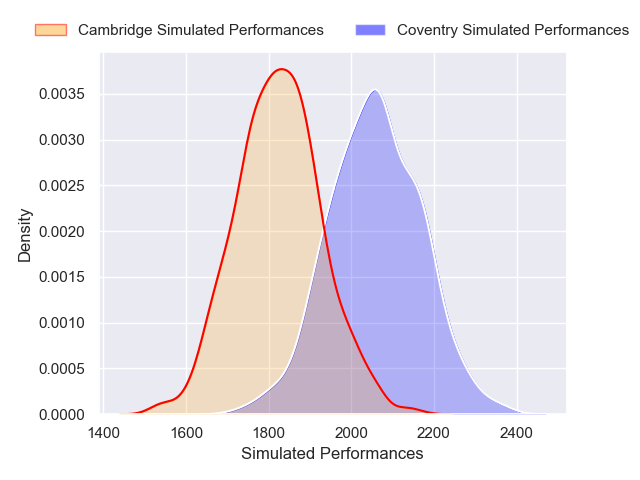 Cambridge Simulated Performances
Coventry Simulated Performances
0.0035
0.0030
0.0025
0.0020
0.0015
0.0010
0.0005
0.0000
Density
1400 1600 1800 2000 2200 2400
Simulated Performances